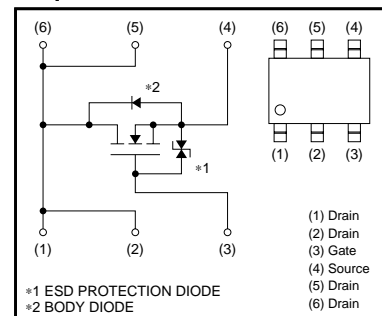 (6) (5) (4)
∗2
∗1
(1) (2) (3)
∗1 ESD PROTECTION DIODE
∗2 BODY DIODE
(6) (5) (4)
(1) (2) (3)
(1) Drain
(2) Drain
(3) Gate
(4) Source
(5) Drain
(6) Drain